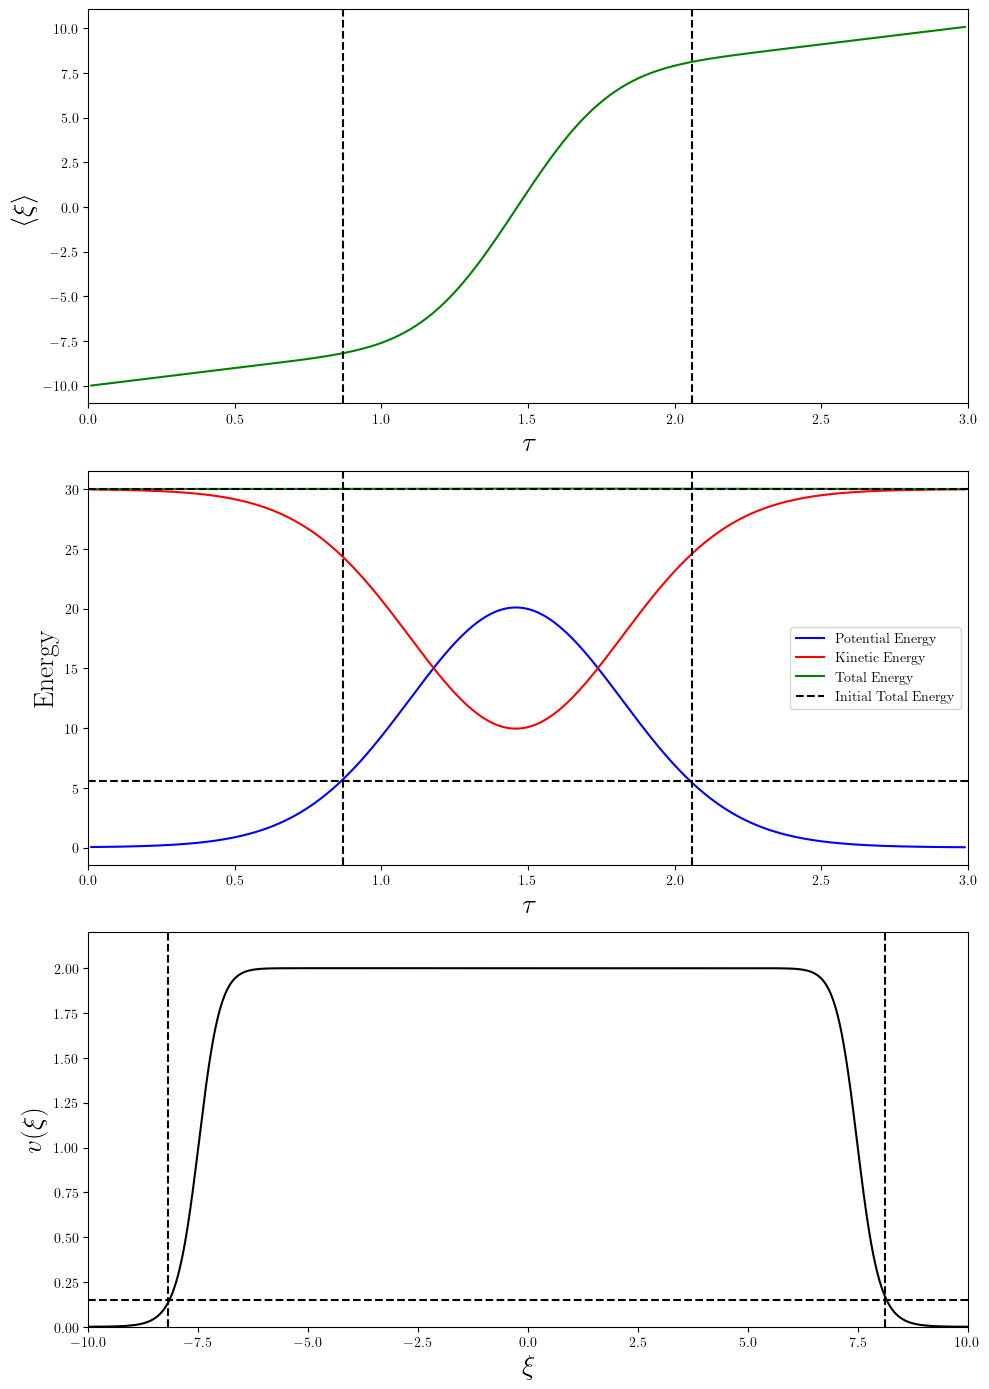 10.0
7.5
5.0
2.5
0.0
−2.5
−5.0
−7.5
−10.0
⟨ξ⟩
0.0 0.5 1.0 1.5 2.0 2.5 3.0
τ
30
25
20
15
10
5
0
Energy
Potential Energy
Kinetic Energy
Total Energy
Initial Total Energy
0.0 0.5 1.0 1.5 2.0 2.5 3.0
τ
2.00
1.75
1.50
1.25
1.00
0.75
0.50
0.25
0.00
v(ξ)
−10.0 −7.5 −5.0 −2.5 0.0 2.5 5.0 7.5 10.0
ξ